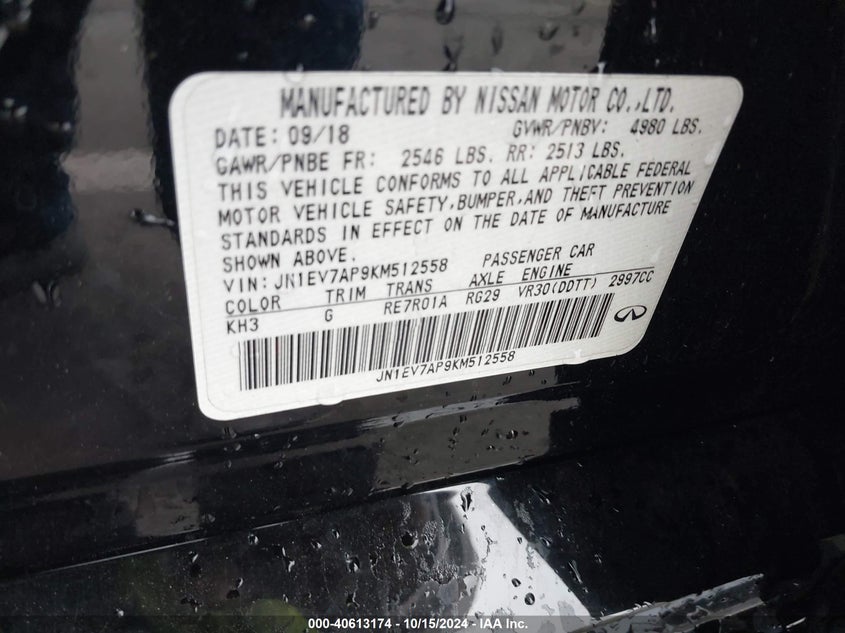 MANUFACTURED BY NISSAN MOTOR CO.,LTD.
DATE: 09/18 GVWR/PNBV: 4980 LBS.
GAWR/PNBE FR: 2546 LBS. RR: 2513 LBS.
THIS VEHICLE CONFORMS TO ALL APPLICABLE FEDERAL
MOTOR VEHICLE SAFETY,BUMPER,AND THEFT PREVENTION
STANDARDS IN EFFECT ON THE DATE OF MANUFACTURE
SHOWN ABOVE.
VIN: JN1EV7AP9KM512558 PASSENGER CAR
COLOR TRIM TRANS AXLE ENGINE
KH3 G RE7R01A RG29 VR30(DDTT) 2997CC
JN1EV7AP9KM512558
000-40613174 - 10/15/2024 - IAA Inc.